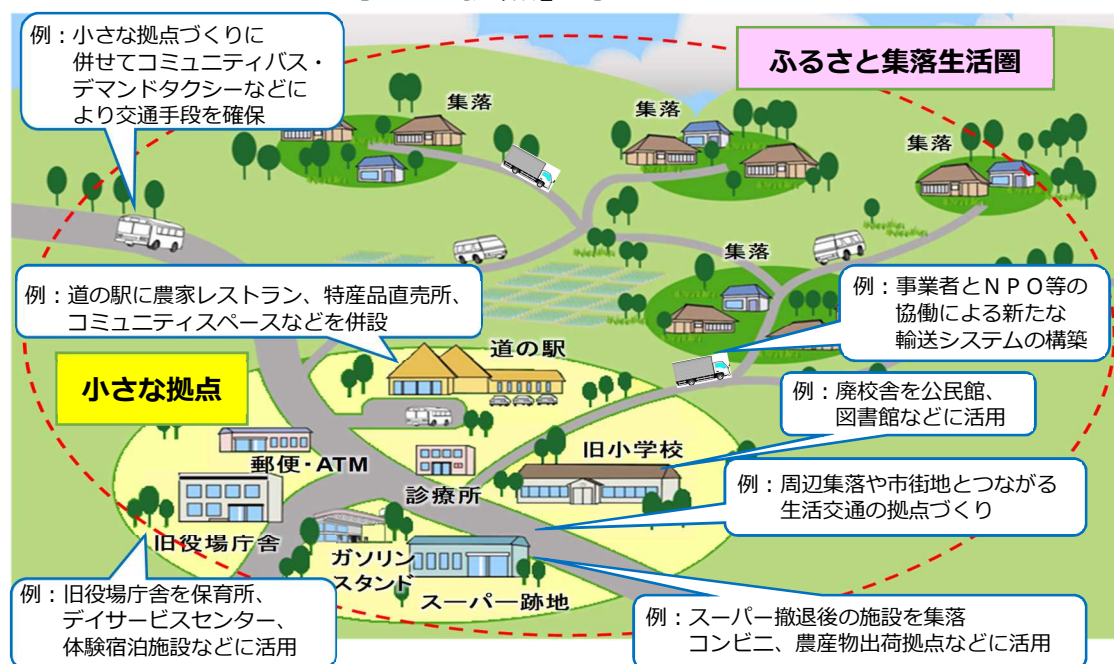 例：小さな拠点づくりに
併せてコミュニティバス・
デマンドタクシーなどに
より交通手段を確保
ふるさと集落生活圏
集落
集落
集落
集落
例：道の駅に農家レストラン、特産品直売所、
コミュニティスペースなどを併設
例：事業者とＮＰＯ等の
協働による新たな
輸送システムの構築
道の駅
小さな拠点
例：廃校舎を公民館、
図書館などに活用
郵便・ATM
旧小学校
診療所
例：周辺集落や市街地とつながる
生活交通の拠点づくり
旧役場庁舎
ガソリン
スタンド
スーパー跡地
例：旧役場庁舎を保育所、
デイサービスセンター、
体験宿泊施設などに活用
例：スーパー撤退後の施設を集落
コンビニ、農産物出荷拠点などに活用